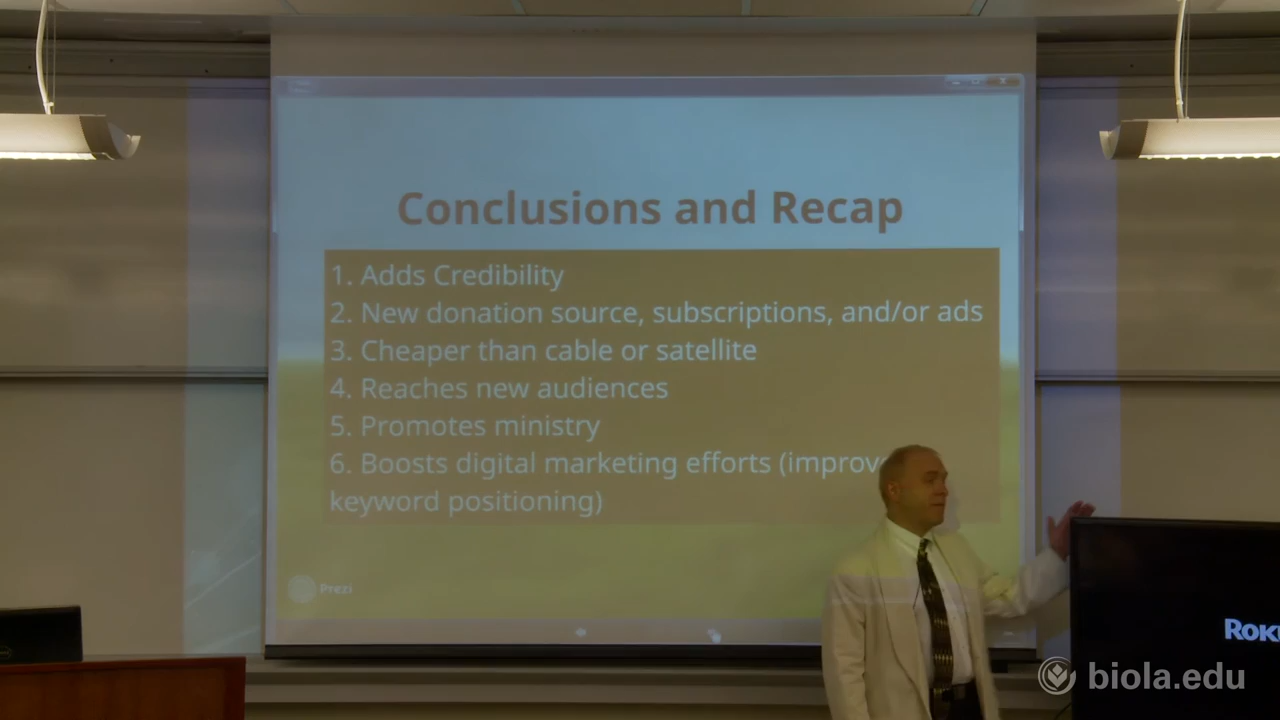 Conclusions and Recap
1. Adds Credibility
2. New donation source, subscriptions, and/or ads
3. Cheaper than cable or satellite
4. Reaches new audiences
5. Promotes ministry
6. Boosts digital marketing efforts (improve
keyword positioning)
Prezi
ROKU
biola.edu